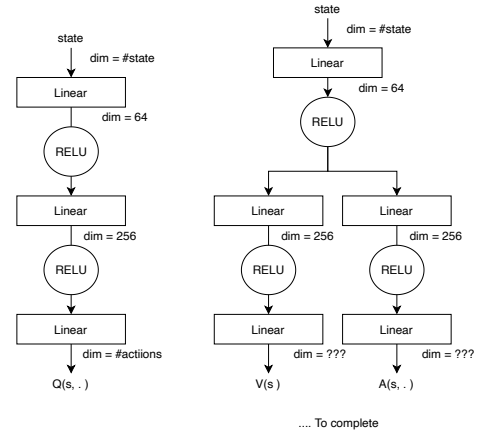 state
dim = #state
Linear
dim = 64
RELU
Linear
dim = 256
RELU
Linear
dim = #actiions
Q(s, . )
state
dim = #state
Linear
dim = 64
RELU
Linear
dim = 256
RELU
Linear
dim = ???
V(s )
Linear
dim = 256
RELU
Linear
dim = ???
A(s, . )
.... To complete